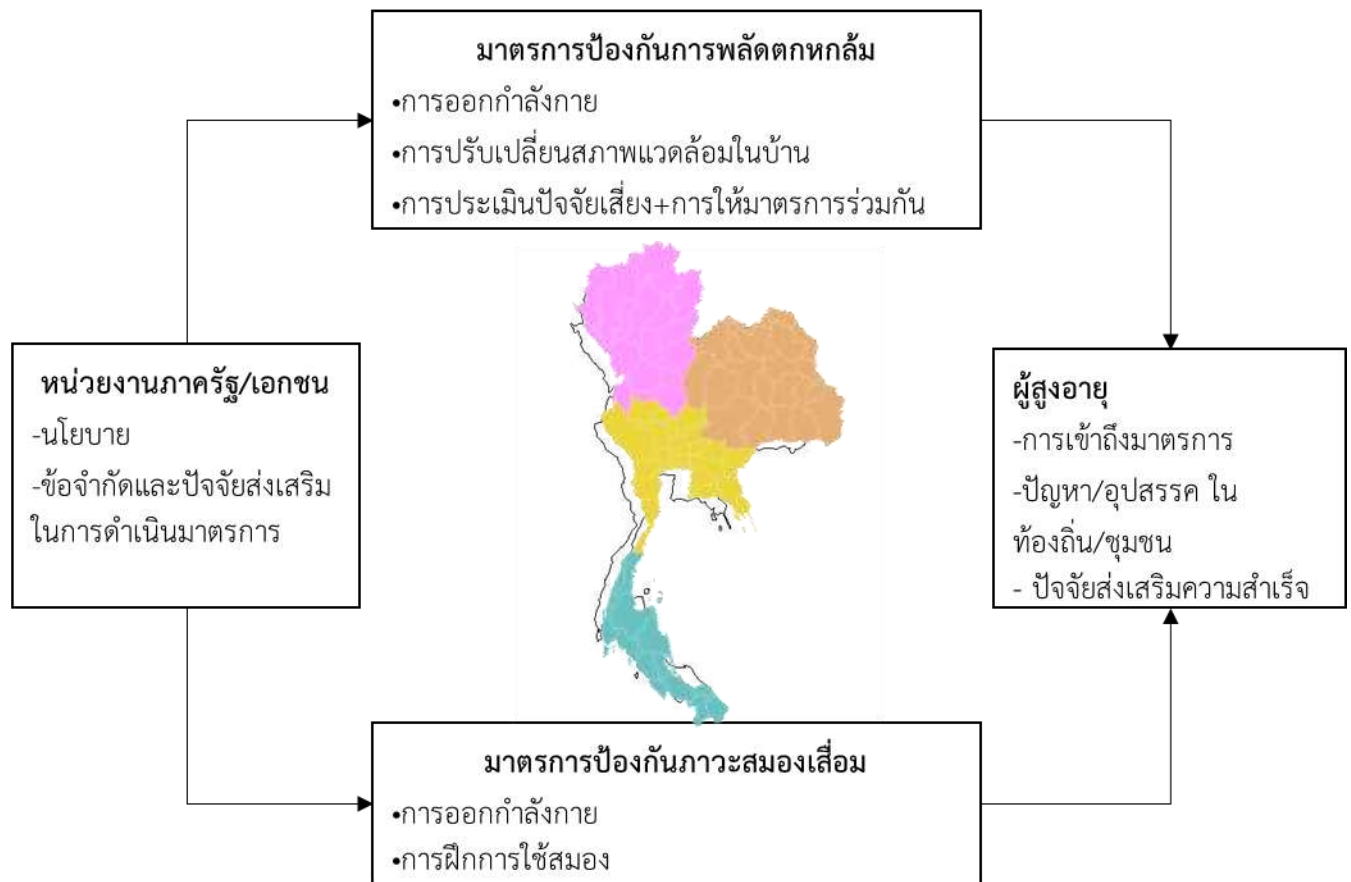 มาตรการป้องกันการพลัดตกหกล้ม
•การออกกำลังกาย
•การปรับเปลี่ยนสภาพแวดล้อมในบ้าน
•การประเมินปัจจัยเสี่ยง+การให้มาตรการร่วมกัน
หน่วยงานภาครัฐ/เอกชน
-นโยบาย
-ข้อจำกัดและปัจจัยส่งเสริม
ในการดำเนินมาตรการ
ผู้สูงอายุ
-การเข้าถึงมาตรการ
-ปัญหา/อุปสรรค ใน
ท้องถิ่น/ชุมชน
- ปัจจัยส่งเสริมความสำเร็จ
มาตรการป้องกันภาวะสมองเสื่อม
•การออกกำลังกาย
•การฝึกการใช้สมอง